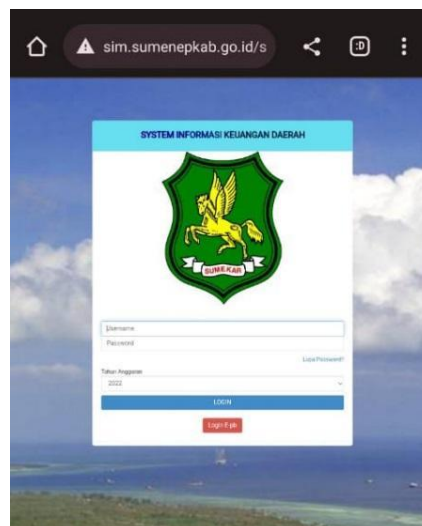 sim.sumenepkab.go.id/s
:D
SYSTEM INFORMASI KEUANGAN DAERAH
SUMEKAR
Username
Password
Lupa Password?
Tahun Anggaran
2022
LOGIN
Login E-pb